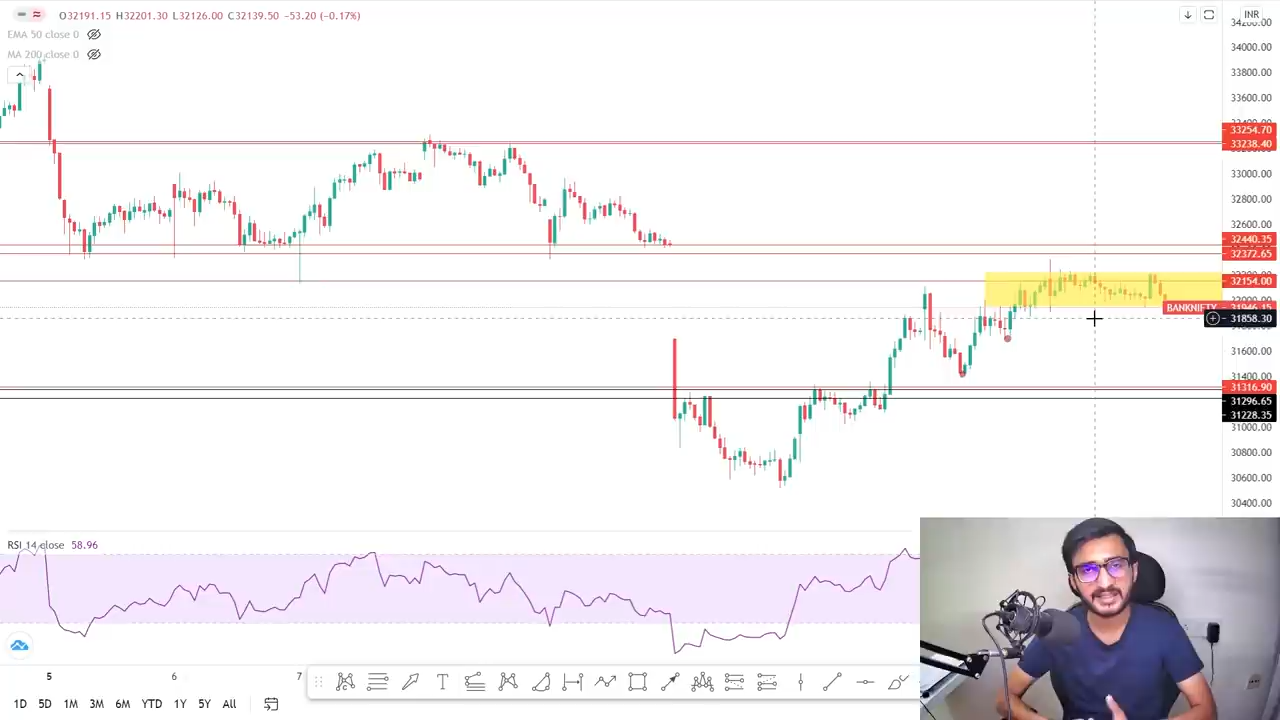 O32191.15 H32201.30 L32126.00 C32139.50 -53.20 (-0.17%)
INR
EMA 50 close 0
MA 200 close 0
34000.00
33800.00
33600.00
33254.70
33238.40
33000.00
32800.00
32600.00
32440.35
32372.65
32154.00
32000.00
BANKNIFTY 31946.15
31858.30
31600.00
31400.00
31316.90
31296.65
31228.35
31000.00
30800.00
30600.00
30400.00
RSI 14 close 58.96
5 6 7
T
1D 5D 1M 3M 6M YTD 1Y 5Y All